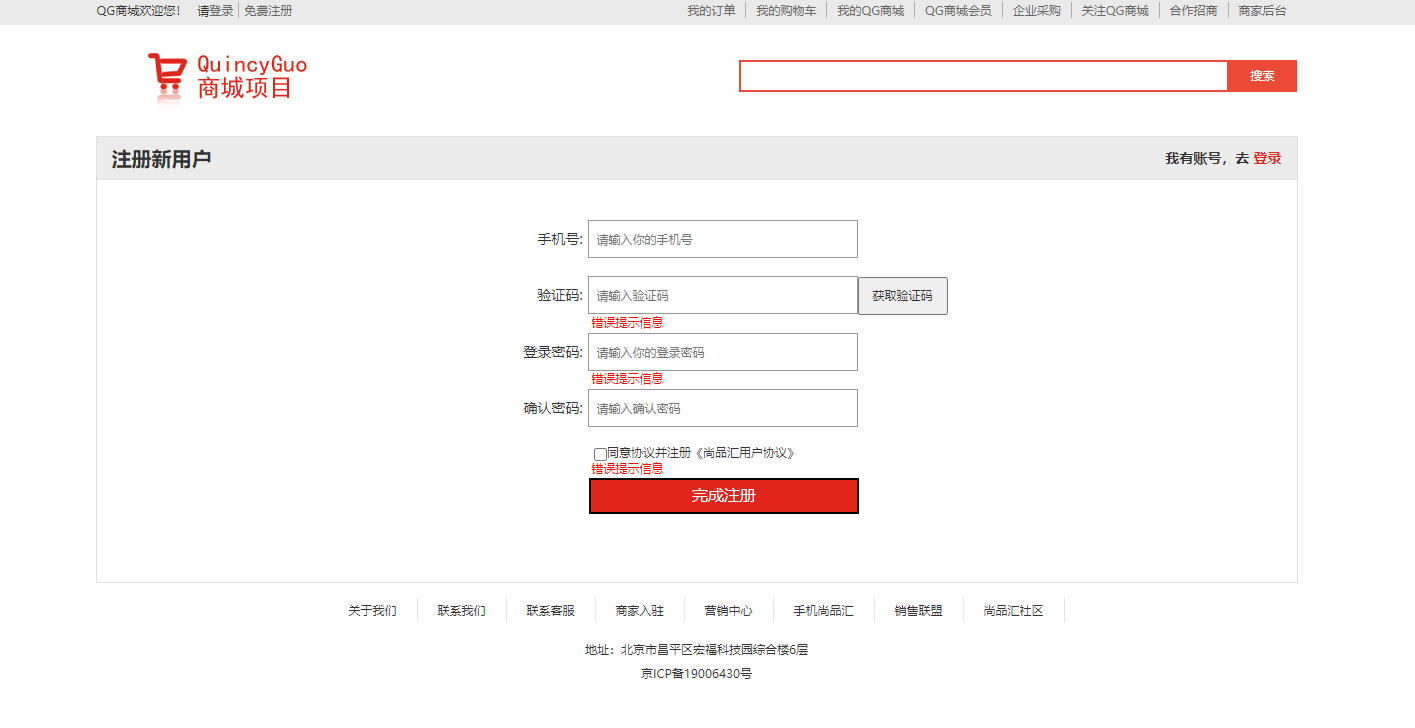 QG商城欢迎您! 请登录 免费注册 我的订单 我的购物车 我的QG商城 QG商城会员 企业采购 关注QG商城 合作招商 商家后台
QuincyGuo
商城项目
搜索
注册新用户 我有账号，去 登录
手机号: 请输入你的手机号
验证码: 请输入验证码 获取验证码
错误提示信息
登录密码: 请输入你的登录密码
错误提示信息
确认密码: 请输入确认密码
同意协议并注册《尚品汇用户协议》
错误提示信息
完成注册
关于我们 联系我们 联系客服 商家入驻 营销中心 手机尚品汇 销售联盟 尚品汇社区
地址：北京市昌平区宏福科技园综合楼6层
京ICP备19006430号